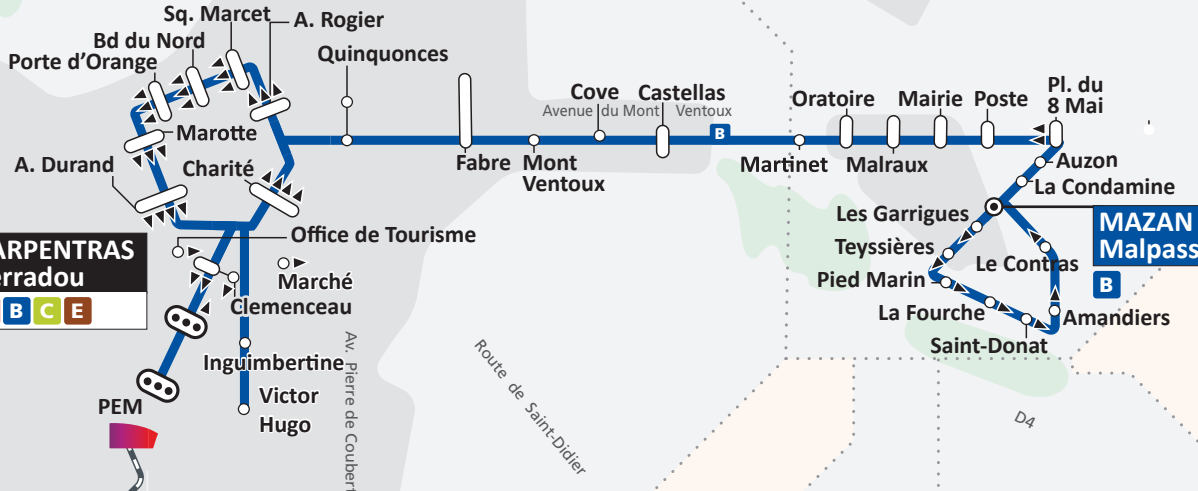 Sq. Marcet
A. Rogier
Bd du Nord
Porte d'Orange
Quinquonces
Marotte
A. Durand
Charité
Fabre
Mont
Ventoux
Cove
Castellas
Avenue du Mont Ventoux
B
Martinet
Oratoire
Malraux
Mairie
Poste
Pl. du
8 Mai
Auzon
La Condamine
MAZAN
Malpass
B
Les Garrigues
Teyssières
Pied Marin
Le Contras
La Fourche
Amandiers
Saint-Donat
Office de Tourisme
ARPENTRAS
erradou
B C E
Marché
Clemenceau
Inguimbertine
Victor
Hugo
PEM
Av. Pierre de Coubert
Route de Saint-Didier
D4